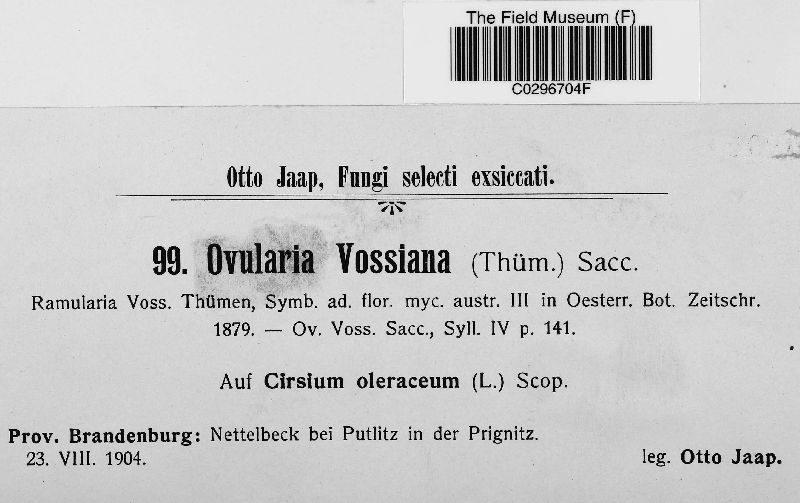 The Field Museum (F)
C0296704F
Otto Jaap, Fungi selecti exsiccati.
99. Ovularia Vossiana (Thüm.) Sacc.
Ramularia Voss. Thümen, Symb. ad. flor. myc. austr. III in Oesterr. Bot. Zeitschr.
1879. — Ov. Voss. Sacc., Syll. IV p. 141.
Auf Cirsium oleraceum (L.) Scop.
Prov. Brandenburg: Nettelbeck bei Putlitz in der Prignitz.
23. VIII. 1904. leg. Otto Jaap.